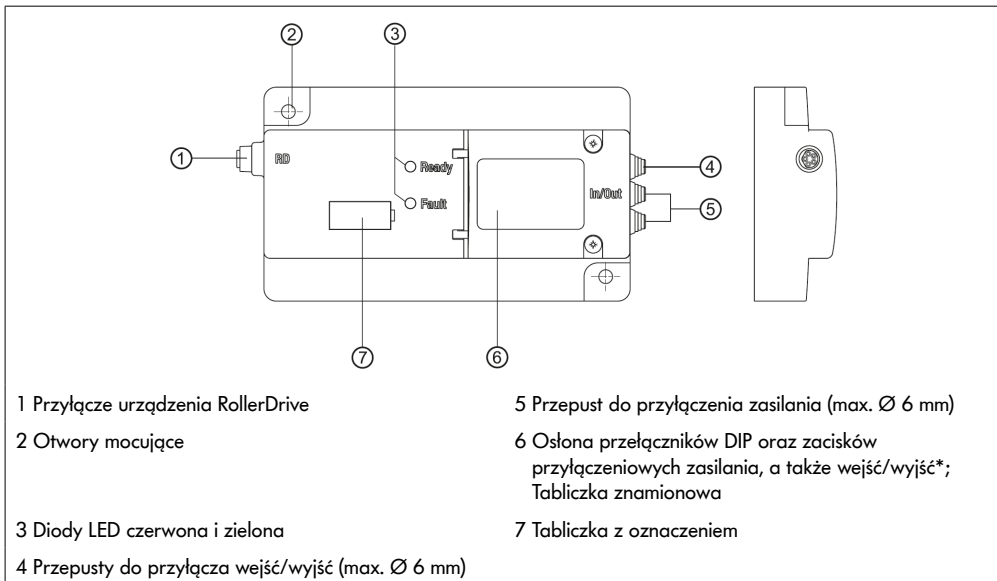 2
3
1
RD
Ready
Fault
In/Out
4
5
7
6
1 Przyłącze urządzenia RollerDrive
2 Otwory mocujące
3 Diody LED czerwona i zielona
4 Przepusty do przyłącza wejść/wyjść (max. Ø 6 mm)
5 Przepust do przyłączenia zasilania (max. Ø 6 mm)
6 Osłona przełączników DIP oraz zacisków
przyłączeniowych zasilania, a także wejść/wyjść*;
Tabliczka znamionowa
7 Tabliczka z oznaczeniem